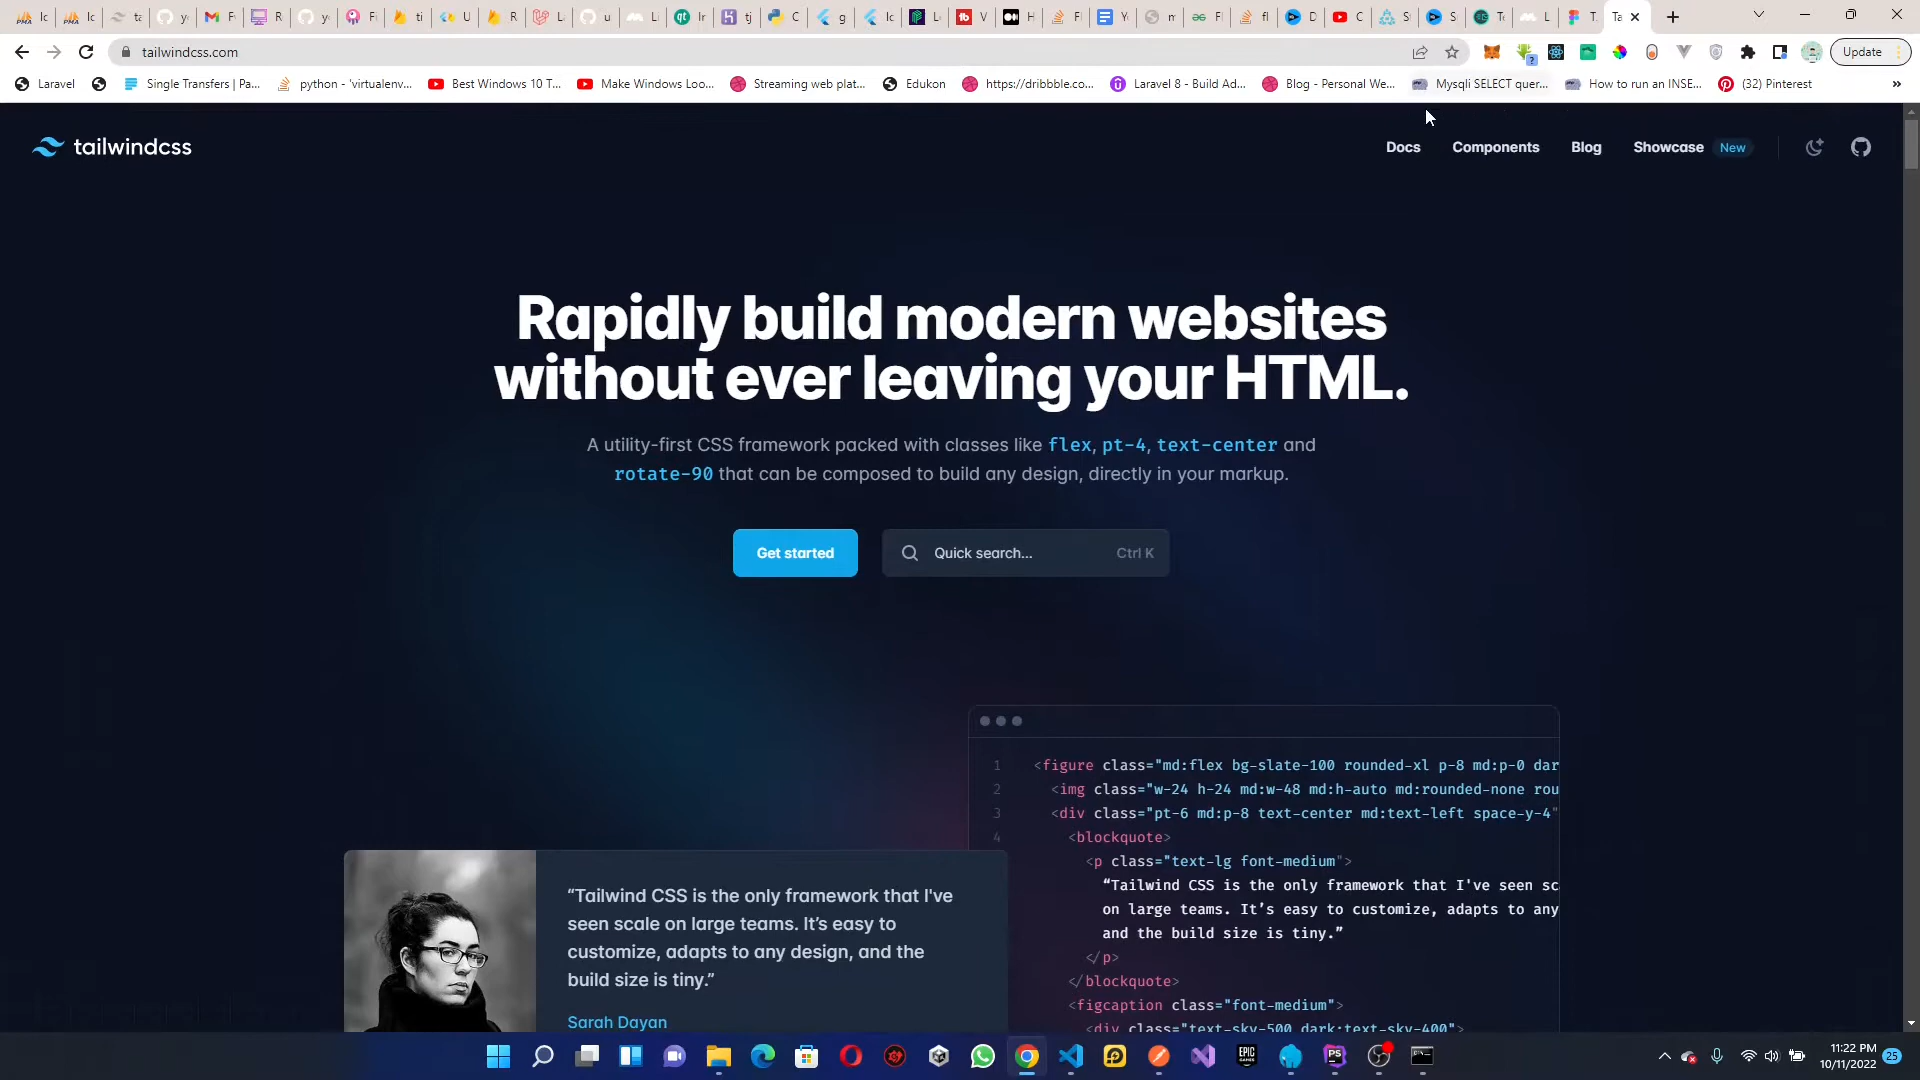 tailwindcss.com
Update
Laravel
Single Transfers | Pa...
python - 'virtualenv...
Best Windows 10 T...
Make Windows Loo...
Streaming web plat...
Edukon
https://dribbble.co...
Laravel 8 - Build Ad...
Blog - Personal We...
Mysqli SELECT quer...
How to run an INSE...
(32) Pinterest
»
tailwindcss
Docs
Components
Blog
Showcase
New
Rapidly build modern websites
without ever leaving your HTML.
A utility-first CSS framework packed with classes like flex, pt-4, text-center and
rotate-90 that can be composed to build any design, directly in your markup.
Get started
Quick search...
Ctrl K
1 <figure class="md:flex bg-slate-100 rounded-xl p-8 md:p-0 dar
2 <img class="w-24 h-24 md:w-48 md:h-auto md:rounded-none rou
3 <div class="pt-6 md:p-8 text-center md:text-left space-y-4"
4 <blockquote>
<p class="text-lg font-medium">
“Tailwind CSS is the only framework that I've seen sc
on large teams. It’s easy to customize, adapts to any
and the build size is tiny.”
</p>
</blockquote>
<figcaption class="font-medium">
<div class="text-sky-500 dark:text-sky-400">
“Tailwind CSS is the only framework that I've
seen scale on large teams. It’s easy to
customize, adapts to any design, and the
build size is tiny.”
Sarah Dayan
11:22 PM
10/11/2022
25